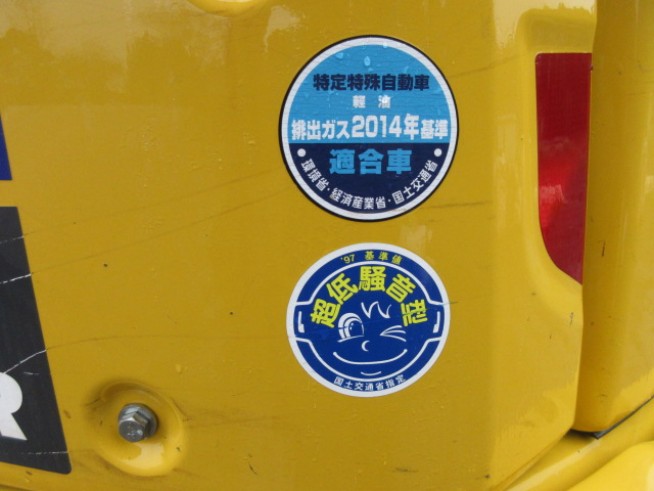 特定特殊自動車
軽油
排出ガス2014年基準
適合車
・環境省・経済産業省・国土交通省・
'97 基準値
超低騒音型
国土交通省指定
R